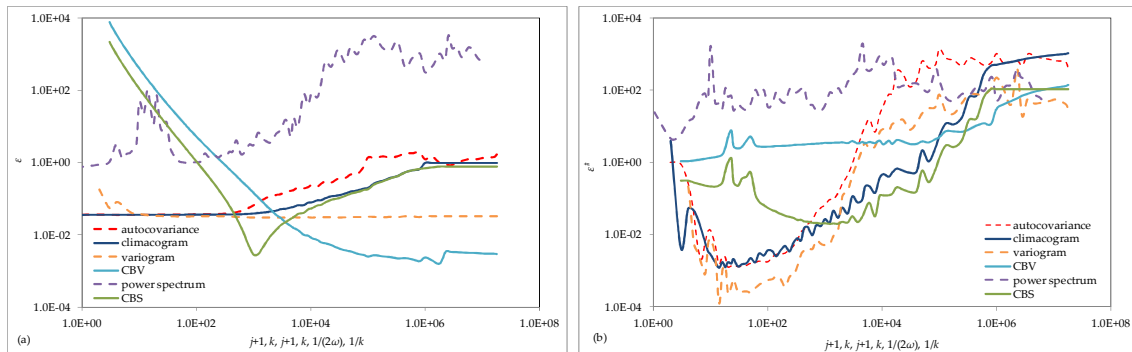 1.0E+04
1.0E+02
1.0E+00
1.0E-02
1.0E-04
ε
autocovariance
climacogram
variogram
CBV
power spectrum
CBS
1.0E+00 1.0E+02 1.0E+04 1.0E+06 1.0E+08
(a)
j+1, k, j+1, k, 1/(2ω), 1/k
1.0E+04
1.0E+02
1.0E+00
1.0E-02
1.0E-04
autocovariance
climacogram
variogram
CBV
power spectrum
CBS
1.0E+00 1.0E+02 1.0E+04 1.0E+06 1.0E+08
(b)
j+1, k, j+1, k, 1/(2ω), 1/k